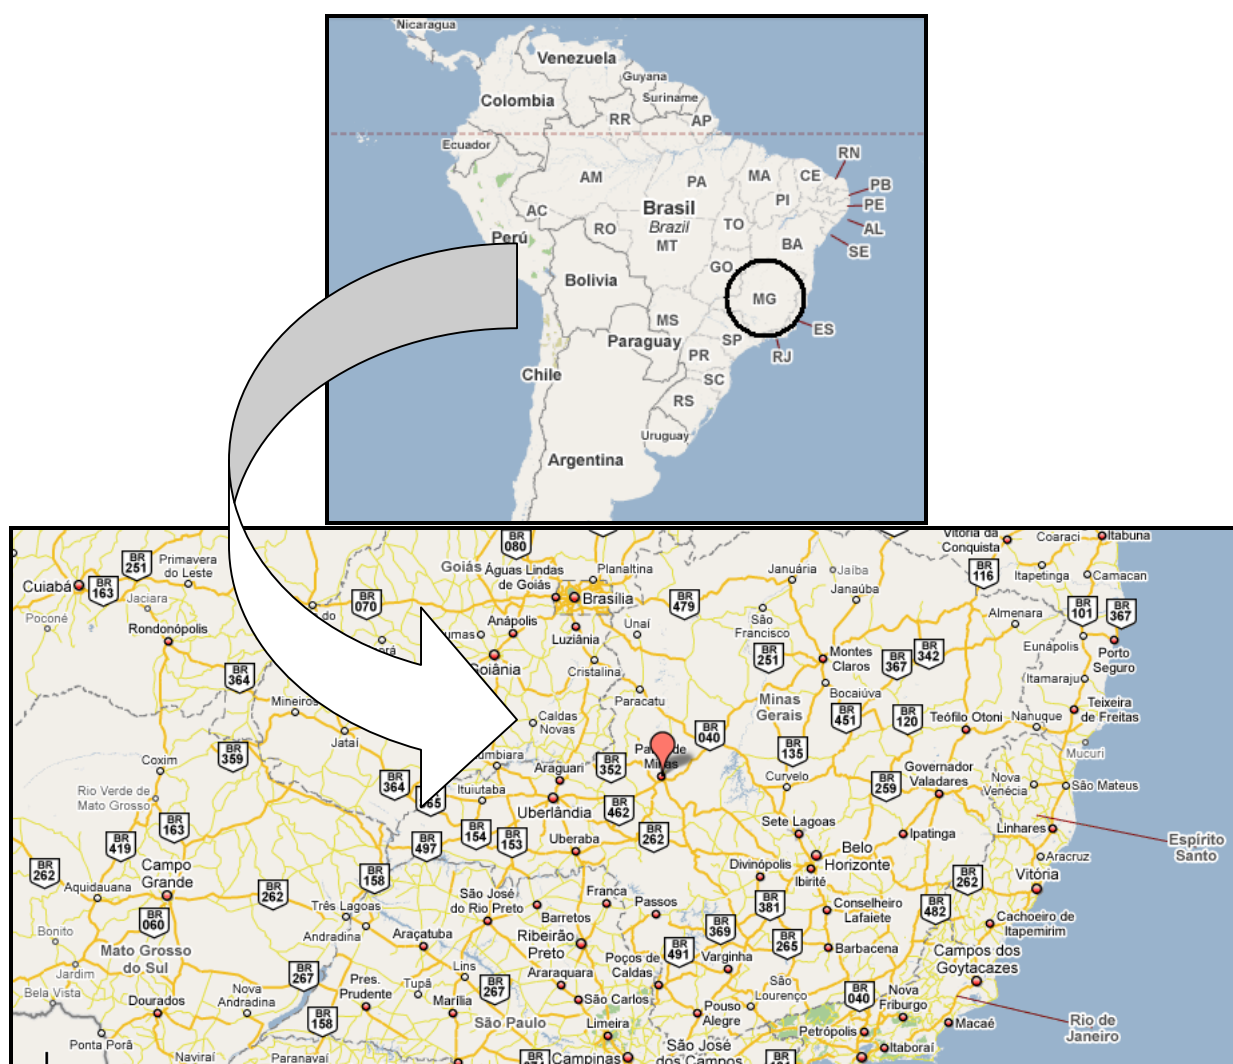 Nicaragua
Venezuela
Guyana
Colombia
Suriname
RR
AP
Ecuador
RN
AM
PA
MA
CE
PB
PI
PE
AC
Brasil
Brazil
RO
TO
AL
Perú
MT
BA
SE
GO
Bolivia
MG
MS
ES
Paraguay
SP
PR
RJ
Chile
SC
RS
Uruguay
Argentina
BR
080
Vitória da
Conquista
Coaraci
Itabuna
BR
251
Primavera
do Leste
Goiás
Águas Lindas
de Goiás
Planaltina
Januária
Jaíba
BR
116
Itapetinga
Camacan
Cuiabá
BR
163
Jaciara
BR
070
Brasília
BR
479
Janaúba
Poconé
do
São
Francisco
Almenara
BR
101
BR
367
Rondonópolis
Anápolis
umas
Luziânia
Unaí
Eunápolis
Porto
Seguro
BR
364
Goiânia
Cristalina
BR
251
Montes
Claros
BR
367
BR
342
Itamaraju
Mineiros
Paracatu
Bocaiúva
Minas
Gerais
BR
451
BR
120
Teófilo Otoni
Nanuque
Teixeira
de Freitas
Jataí
Caldas
Novas
BR
040
BR
135
Mucuri
Coxim
BR
359
umbiara
Araguari
BR
352
Minas
Curvelo
Governador
Valadares
Nova
Venécia
São Mateus
Rio Verde de
Mato Grosso
BR
364
Ituiutaba
Uberlândia
BR
462
BR
259
BR
163
BR
419
BR
497
BR
154
BR
153
Uberaba
BR
262
Sete Lagoas
Ipatinga
Linhares
Espírito
Santo
BR
262
Campo
Grande
BR
158
Divinópolis
Belo
Horizonte
Ibirité
BR
262
Aracruz
Vitória
Aquidauana
BR
262
São José
do Rio Preto
Franca
Passos
BR
381
Conselheiro
Lafaiete
BR
482
Três Lagoas
Barretos
Cachoeiro de
Itapemirim
BR
060
Bonito
Andradina
Araçatuba
Ribeirão
Preto
BR
369
BR
265
Barbacena
Mato Grosso
do Sul
BR
491
Varginha
Campos dos
Goytacazes
Jardim
BR
267
Lins
Araraquara
Poços de
Caldas
São
Lourenço
Bela Vista
Dourados
Nova
Andradina
Pres.
Prudente
Tupã
BR
267
Marília
São Carlos
BR
040
Nova
Friburgo
BR
158
São Paulo
Limeira
Pouso
Alegre
Petrópolis
Macaé
Rio de
Janeiro
Ponta Porã
Naviraí
Paranavaí
BR
Campinas
São José
dos Campos
BR
Itaboraí